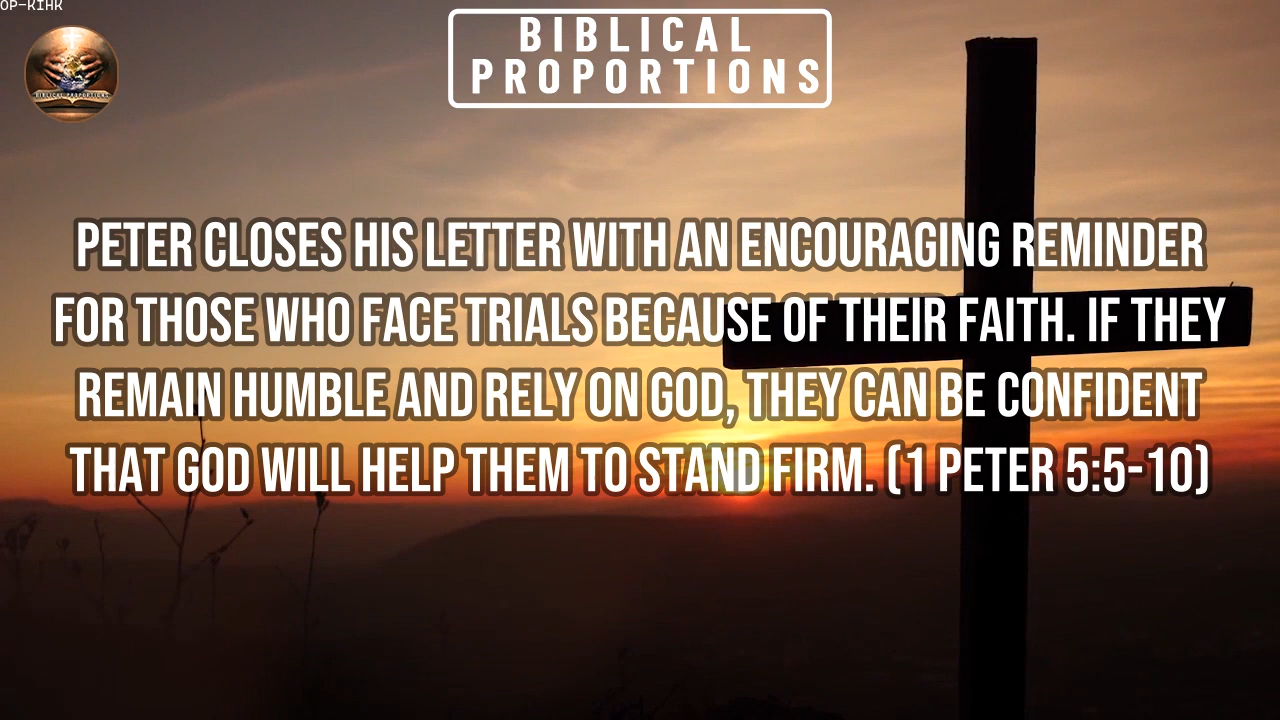 OP-KIHK
BIBLICAL
PROPORTIONS
BIBLICAL PROPORTIONS
PETER CLOSES HIS LETTER WITH AN ENCOURAGING REMINDER
FOR THOSE WHO FACE TRIALS BECAUSE OF THEIR FAITH. IF THEY
REMAIN HUMBLE AND RELY ON GOD, THEY CAN BE CONFIDENT
THAT GOD WILL HELP THEM TO STAND FIRM. (1 PETER 5:5-10)